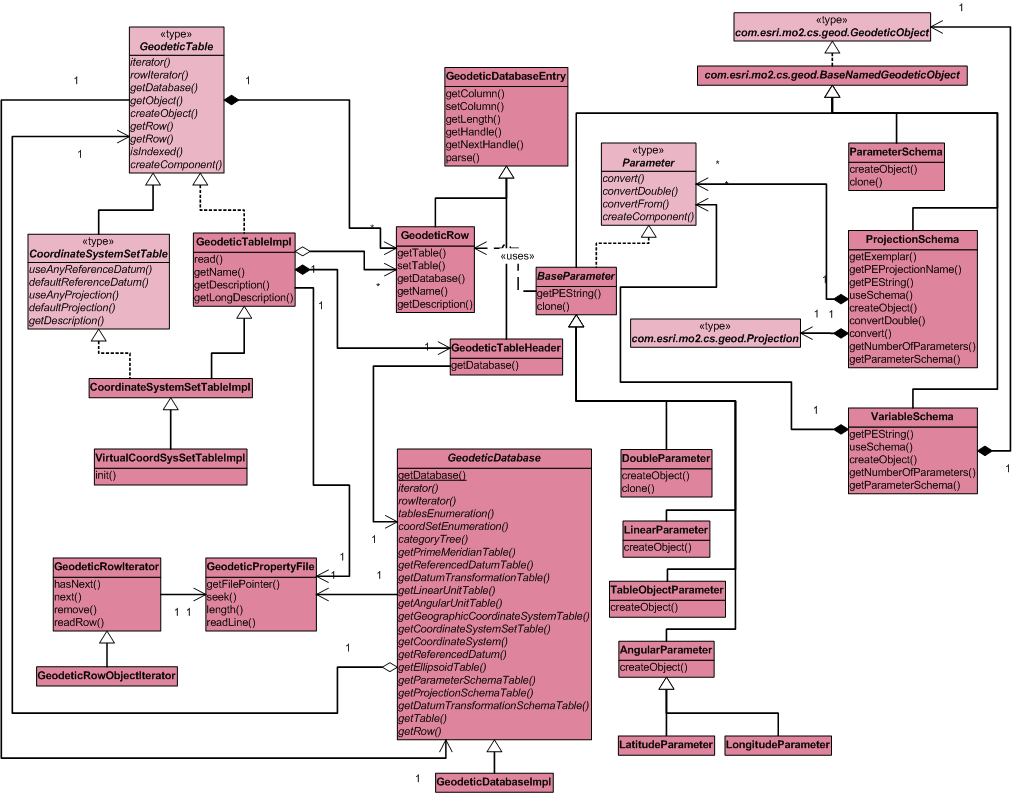 «type»
GeodeticTable
iterator()
rowIterator()
getDatabase()
getObject()
createObject()
getRow()
getRow()
isIndexed()
createComponent()
«type»
com.esri.mo2.cs.geod.GeodeticObject
com.esri.mo2.cs.geod.BaseNamedGeodeticObject
GeodeticDatabaseEntry
getColumn()
setColumn()
getLength()
getHandle()
getNextHandle()
parse()
«type»
Parameter
convert()
convertDouble()
convertFrom()
createComponent()
ParameterSchema
createObject()
clone()
«type»
CoordinateSystemSetTable
useAnyReferenceDatum()
defaultReferenceDatum()
useAnyProjection()
defaultProjection()
getDescription()
GeodeticTableImpl
read()
getName()
getDescription()
getLongDescription()
GeodeticRow
getTable()
setTable()
getDatabase()
getName()
getDescription()
«uses»
BaseParameter
getPEString()
clone()
ProjectionSchema
getExemplar()
getPEProjectionName()
getPEString()
useSchema()
createObject()
convertDouble()
convert()
getNumberOfParameters()
getParameterSchema()
«type»
com.esri.mo2.cs.geod.Projection
GeodeticTableHeader
getDatabase()
CoordinateSystemSetTableImpl
VirtualCoordSysSetTableImpl
init()
VariableSchema
getPEString()
useSchema()
createObject()
getNumberOfParameters()
getParameterSchema()
DoubleParameter
createObject()
clone()
LinearParameter
createObject()
TableObjectParameter
createObject()
AngularParameter
createObject()
LatitudeParameter
LongitudeParameter
GeodeticDatabase
getDatabase()
iterator()
rowIterator()
tablesEnumeration()
coordSetEnumeration()
categoryTree()
getPrimeMeridianTable()
getReferencedDatumTable()
getDatumTransformationTable()
getLinearUnitTable()
getAngularUnitTable()
getGeographicCoordinateSystemTable()
getCoordinateSystemSetTable()
getCoordinateSystem()
getReferencedDatum()
getEllipsoidTable()
getParameterSchemaTable()
getProjectionSchemaTable()
getDatumTransformationSchemaTable()
getTable()
getRow()
GeodeticDatabaseImpl
GeodeticRowIterator
hasNext()
next()
remove()
readRow()
GeodeticPropertyFile
getFilePointer()
seek()
length()
readLine()
GeodeticRowObjectIterator
1
1
1
1
*
*
1
1
1
1
1
1
1
1
1
1
1
*
*
1
1
1
1
1
1